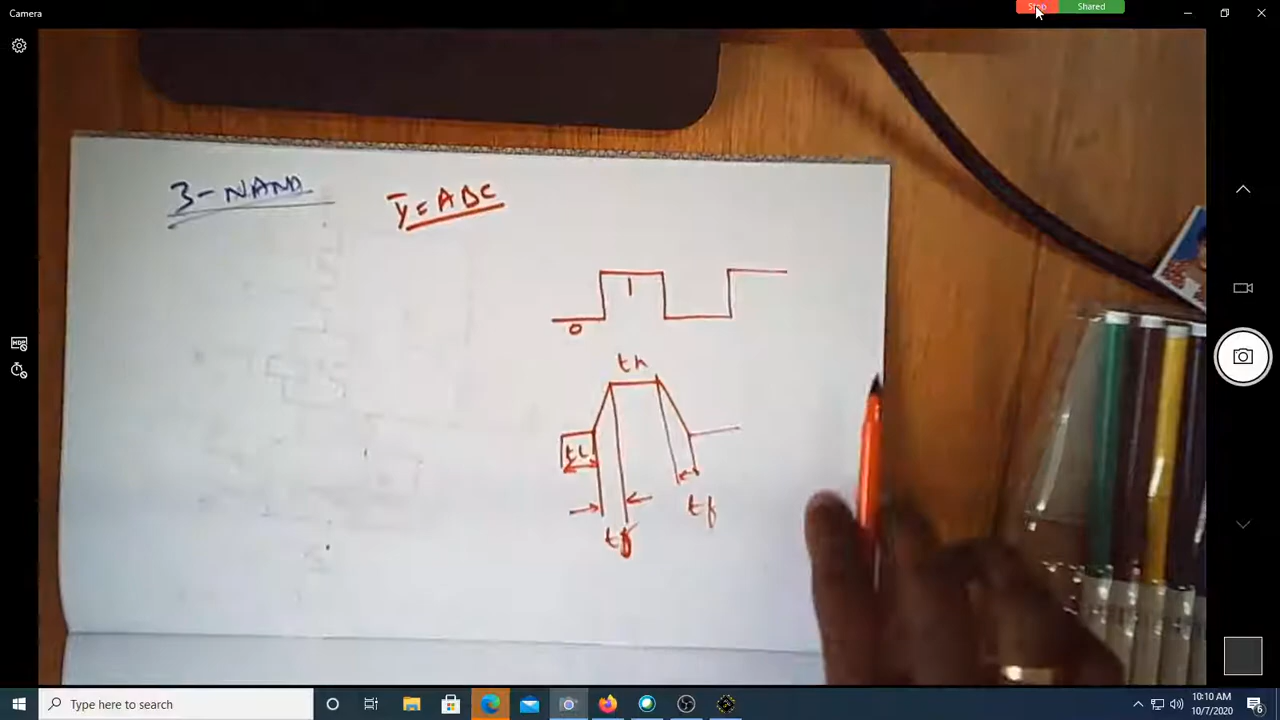 Camera
Stop
Shared
3-NAND
ȳ = ABC
1
0
th
tL
tf
Type here to search
10:10 AM
10/7/2020
6